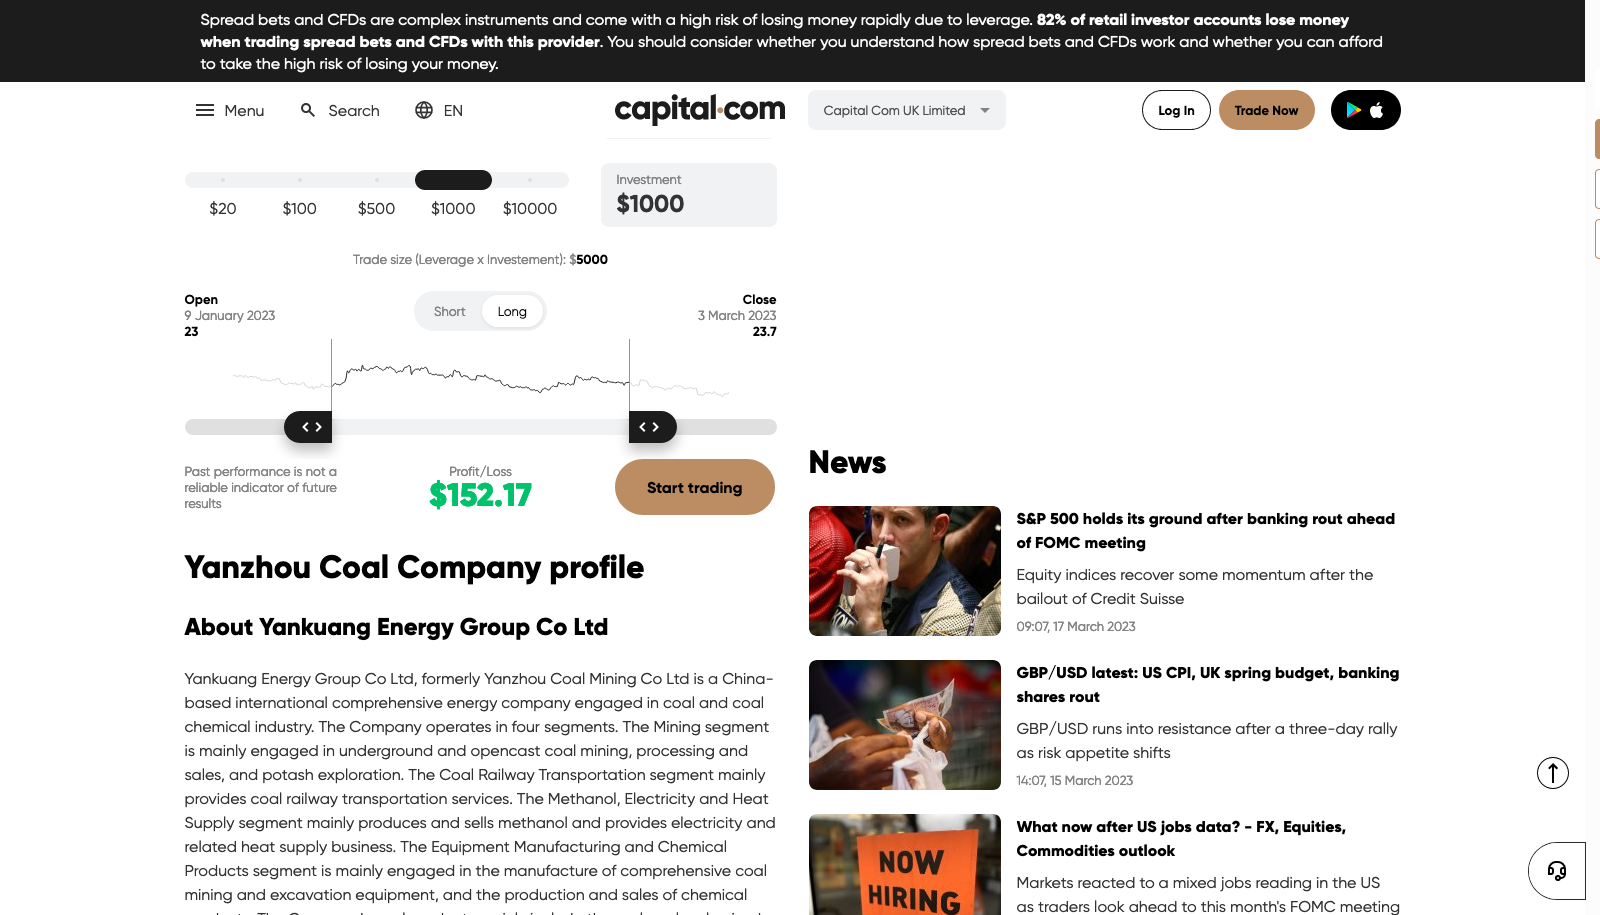 Spread bets and CFDs are complex instruments and come with a high risk of losing money rapidly due to leverage. 82% of retail investor accounts lose money
when trading spread bets and CFDs with this provider. You should consider whether you understand how spread bets and CFDs work and whether you can afford
to take the high risk of losing your money.
Menu
Search
EN
capital.com
Capital Com UK Limited
Log In
Trade Now
$20
$100
$500
$1000
$10000
Investment
$1000
Trade size (Leverage x Investement): $5000
Open
9 January 2023
23
Short
Long
Close
3 March 2023
23.7
Past performance is not a
reliable indicator of future
results
Profit/Loss
$152.17
Start trading
Yanzhou Coal Company profile
About Yankuang Energy Group Co Ltd
Yankuang Energy Group Co Ltd, formerly Yanzhou Coal Mining Co Ltd is a China-
based international comprehensive energy company engaged in coal and coal
chemical industry. The Company operates in four segments. The Mining segment
is mainly engaged in underground and opencast coal mining, processing and
sales, and potash exploration. The Coal Railway Transportation segment mainly
provides coal railway transportation services. The Methanol, Electricity and Heat
Supply segment mainly produces and sells methanol and provides electricity and
related heat supply business. The Equipment Manufacturing and Chemical
Products segment is mainly engaged in the manufacture of comprehensive coal
mining and excavation equipment, and the production and sales of chemical
News
S&P 500 holds its ground after banking rout ahead
of FOMC meeting
Equity indices recover some momentum after the
bailout of Credit Suisse
09:07, 17 March 2023
GBP/USD latest: US CPI, UK spring budget, banking
shares rout
GBP/USD runs into resistance after a three-day rally
as risk appetite shifts
14:07, 15 March 2023
NOW
HIRING
What now after US jobs data? - FX, Equities,
Commodities outlook
Markets reacted to a mixed jobs reading in the US
as traders look ahead to this month's FOMC meeting